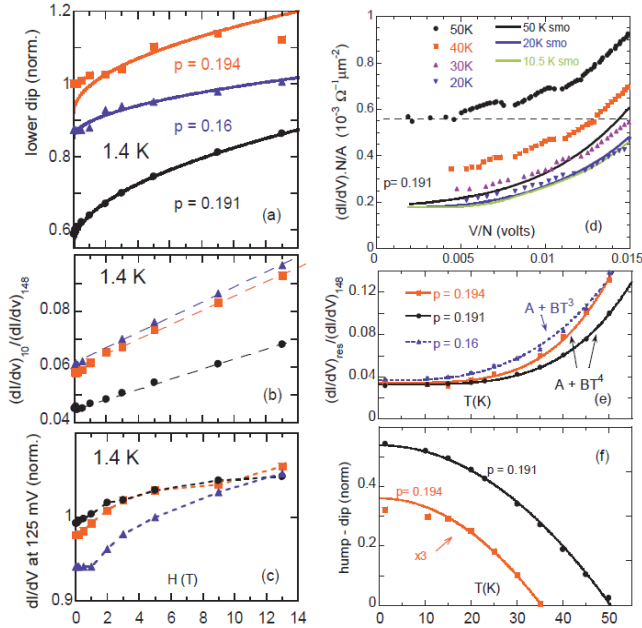 lower dip (norm.)
1.2
1.0
0.8
0.6
p = 0.194
p = 0.16
1.4 K
p = 0.191
(a)
(dI/dv)10/(dI/dv)148
0.08
0.06
0.04
1.4 K
(b)
dI/dV at 125 mV (norm.)
1
0.9
1.4 K
H (T)
(c)
0 2 4 6 8 10 12 14
(dI/dV).N/A (10⁻³ Ω⁻¹μm⁻²)
1
0.8
0.6
0.4
0.2
0
50K
40K
30K
20K
50 K smo
20K smo
10.5 K smo
p= 0.191
(d)
0.005 0.01 0.015
V/N (volts)
(dI/dV)res/(dI/dV)148
0.12
0.08
0.04
p = 0.194
p = 0.191
p = 0.16
A + BT³
A + BT⁴
T(K)
(e)
hump - dip (norm)
0.4
0.2
0
p = 0.191
p= 0.194
x3
T(K)
(f)
0 10 20 30 40 50